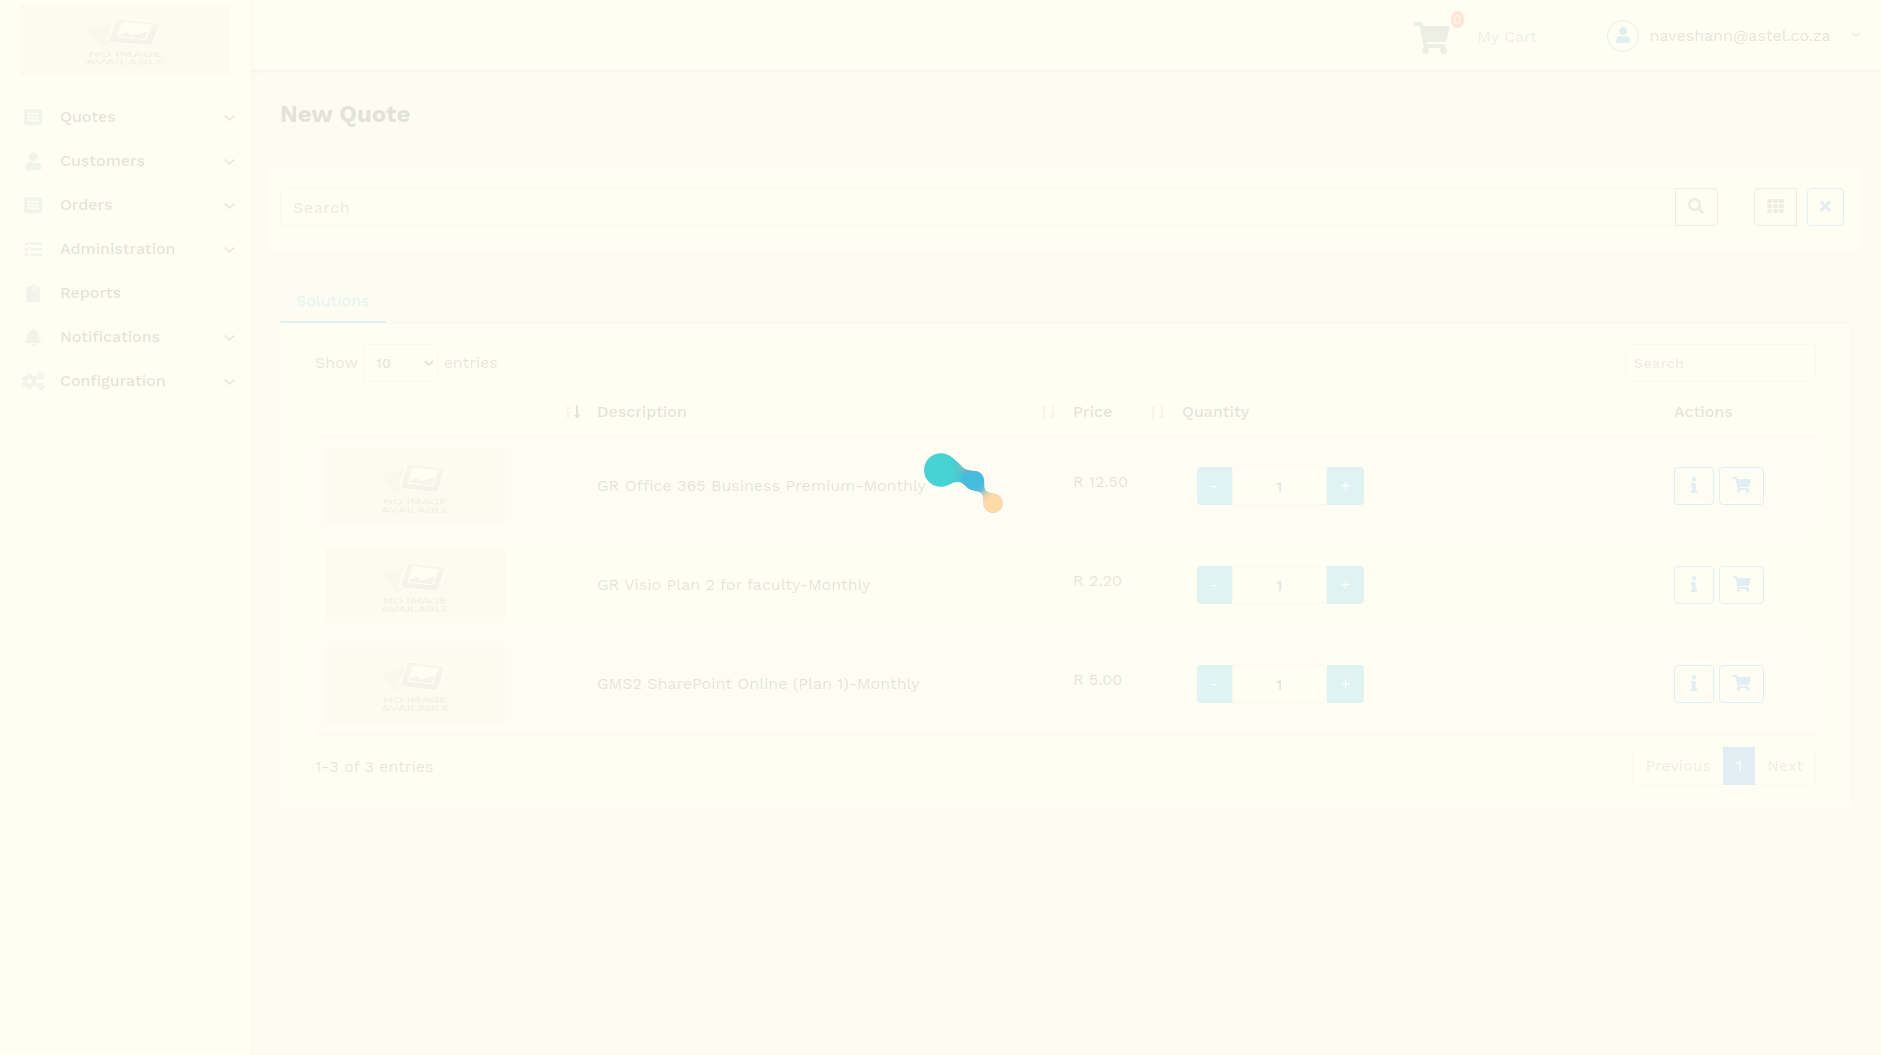 NO IMAGE
AVAILABLE
0
My Cart
naveshann@astel.co.za
Quotes
Customers
Orders
Administration
Reports
Notifications
Configuration
New Quote
Search
Solutions
Show 10 entries
Search
Description Price Quantity Actions
NO IMAGE
AVAILABLE
GR Office 365 Business Premium-Monthly R 12.50 - 1 +
NO IMAGE
AVAILABLE
GR Visio Plan 2 for faculty-Monthly R 2.20 - 1 +
NO IMAGE
AVAILABLE
GMS2 SharePoint Online (Plan 1)-Monthly R 5.00 - 1 +
1-3 of 3 entries
Previous 1 Next